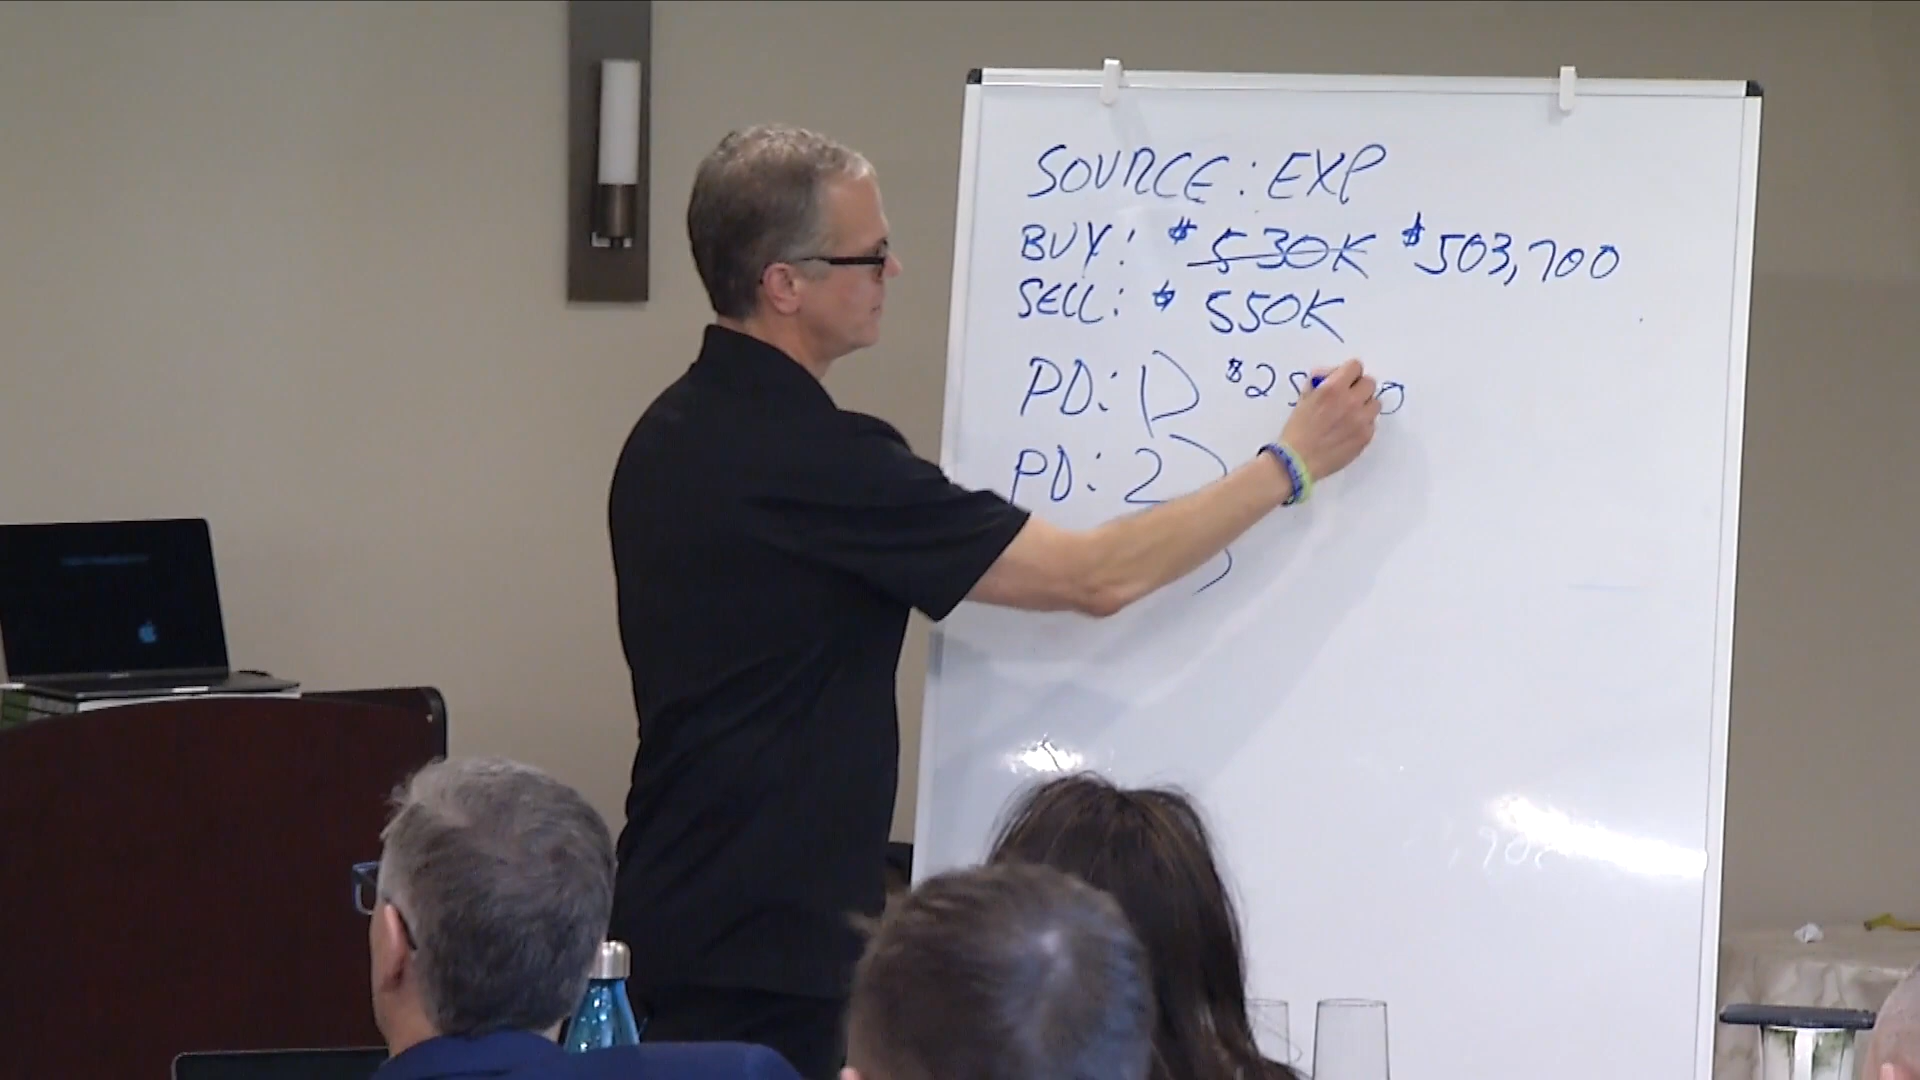 SOURCE: EXP
BUY: $530K $503,700
SELL: $550K
PD: 1)
PD: 2)